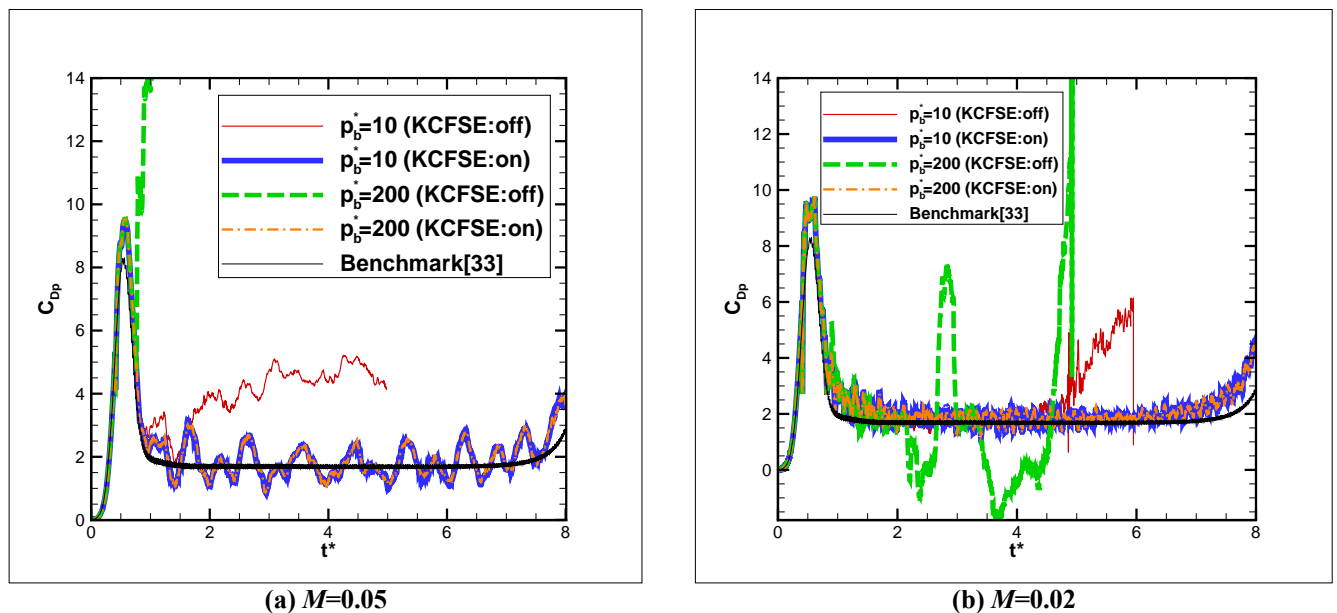 14
12
10
8
6
4
2
0
C_Dp
0 2 4 6 8
t*
p_b^*=10 (KCFSE:off)
p_b^*=10 (KCFSE:on)
p_b^*=200 (KCFSE:off)
p_b^*=200 (KCFSE:on)
Benchmark[33]
(a) M=0.05
14
12
10
8
6
4
2
0
C_Dp
0 2 4 6 8
t*
p_b^*=10 (KCFSE:off)
p_b^*=10 (KCFSE:on)
p_b^*=200 (KCFSE:off)
p_b^*=200 (KCFSE:on)
Benchmark[33]
(b) M=0.02